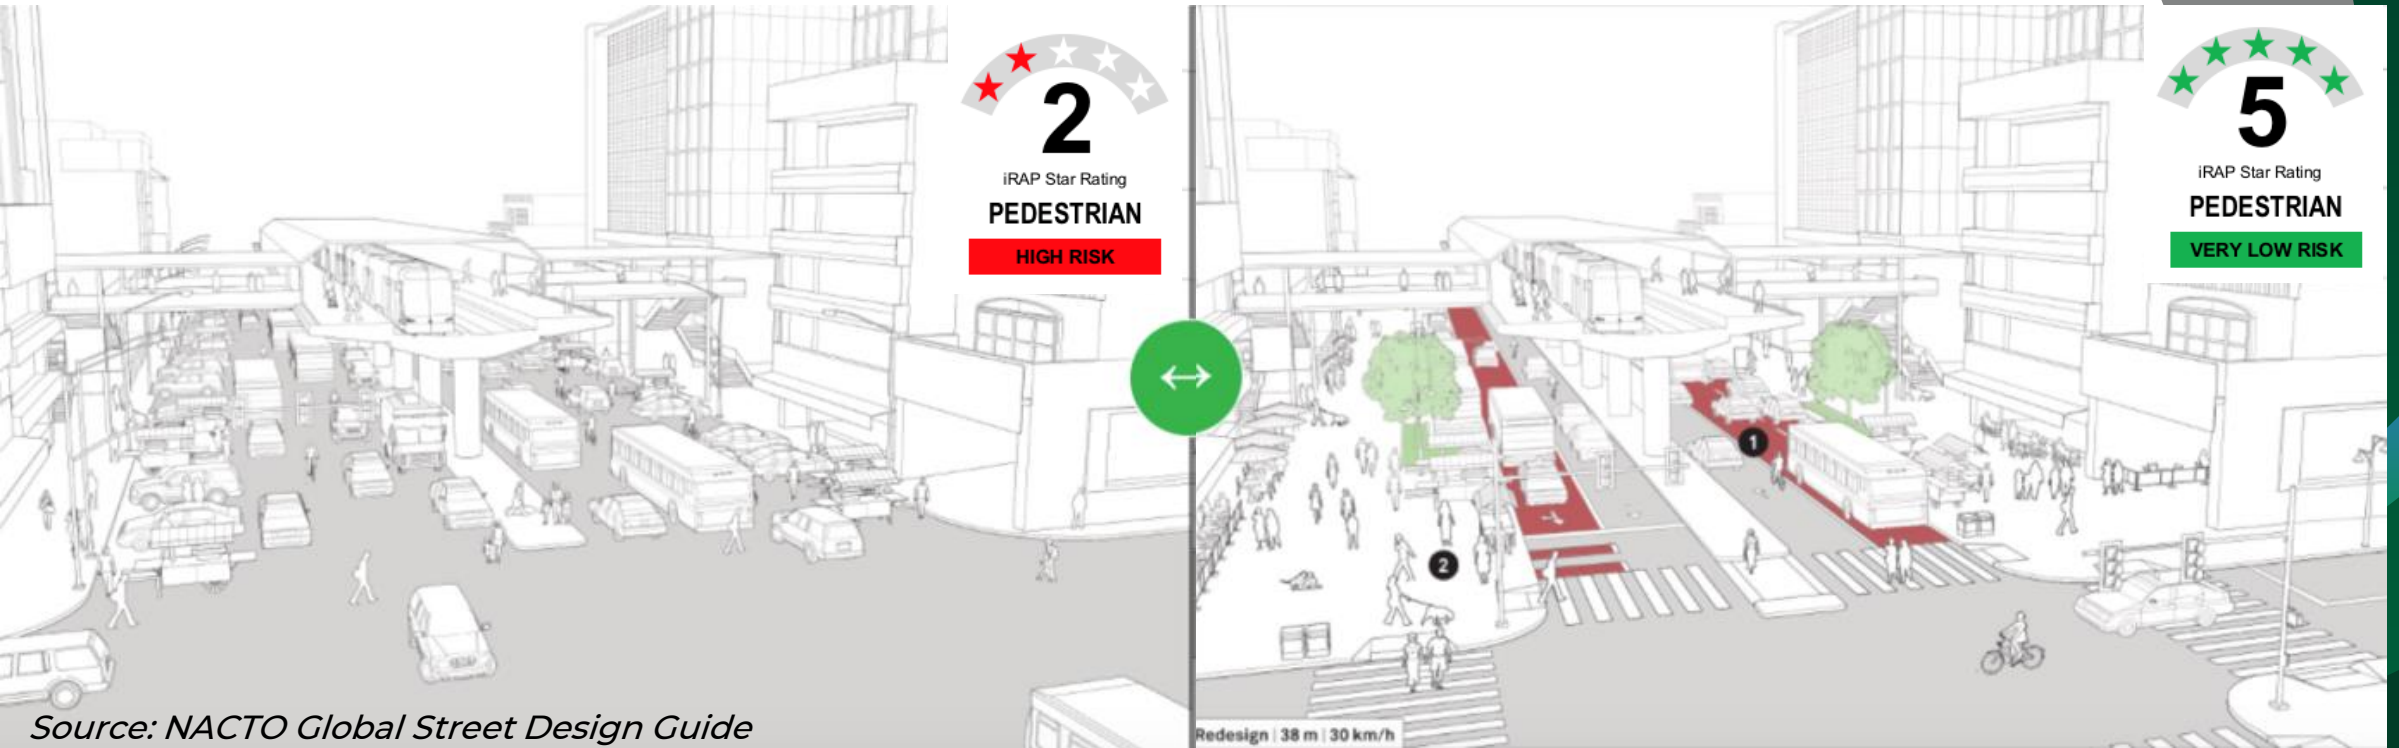 2
iRAP Star Rating
PEDESTRIAN
HIGH RISK
5
iRAP Star Rating
PEDESTRIAN
VERY LOW RISK
1
2
Source: NACTO Global Street Design Guide
Redesign | 38 m | 30 km/h